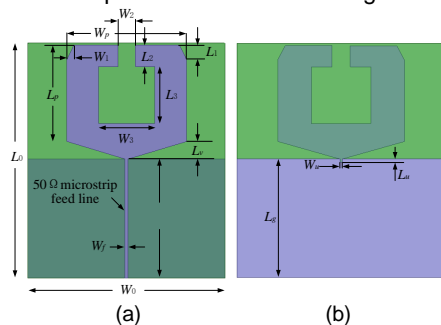 W2
Wp
L1
W1
L2
Lp
L3
W3
L0
Lv
50 Ω microstrip
feed line
Wf
W0
(a)
Wu
Lu
Lg
(b)